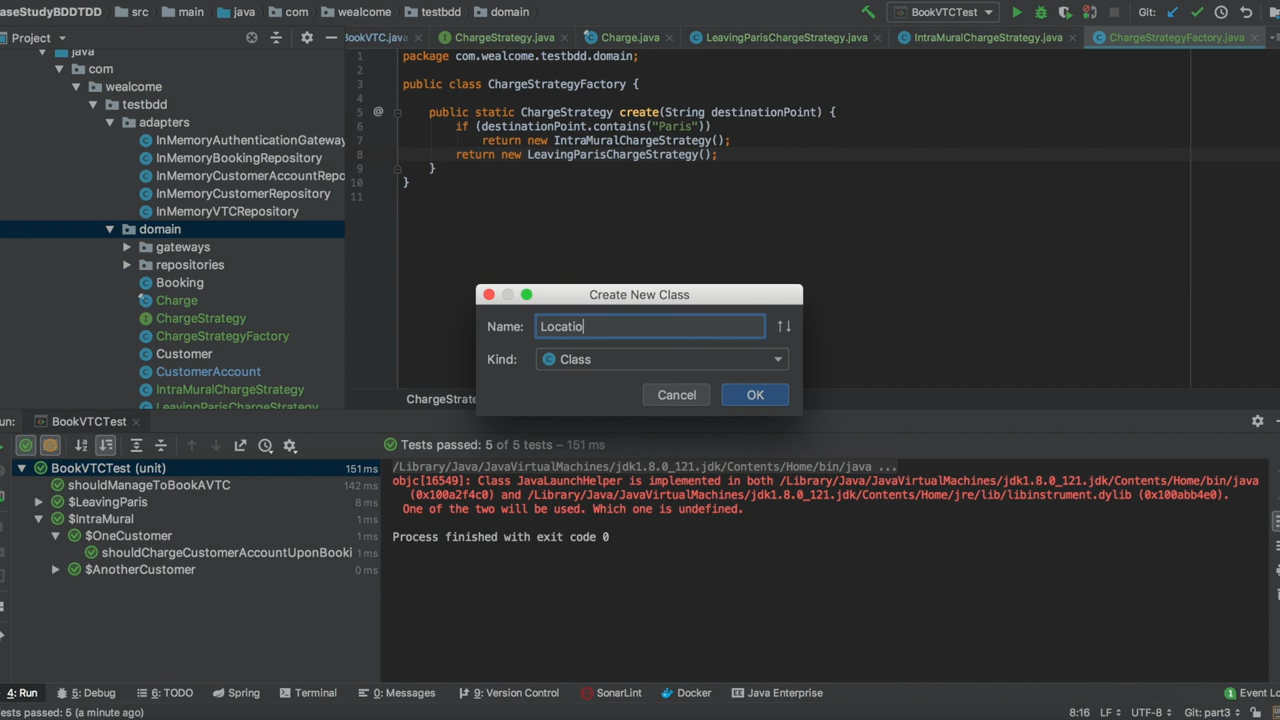 aseStudyBDDTDD src main java com wealcome testbdd domain BookVTCTest Git:
Project
BookVTC.java ChargeStrategy.java Charge.java LeavingParisChargeStrategy.java IntraMuralChargeStrategy.java ChargeStrategyFactory.java
java
com
wealcome
testbdd
adapters
InMemoryAuthenticationGateway
InMemoryBookingRepository
InMemoryCustomerAccountRepo
InMemoryCustomerRepository
InMemoryVTCRepository
domain
gateways
repositories
Booking
Charge
ChargeStrategy
ChargeStrategyFactory
Customer
CustomerAccount
IntraMuralChargeStrategy
LeavingParisChargeStrategy
1 package com.wealcome.testbdd.domain;
2
3 public class ChargeStrategyFactory {
4
5 @ public static ChargeStrategy create(String destinationPoint) {
6 if (destinationPoint.contains("Paris"))
7 return new IntraMuralChargeStrategy();
8 return new LeavingParisChargeStrategy();
9 }
10 }
11
ChargeStrate
Create New Class
Name: Locatio
Kind: Class
Cancel OK
un: BookVTCTest
Tests passed: 5 of 5 tests – 151 ms
BookVTCTest (unit) 151 ms
shouldManageToBookAVTC 142 ms
$LeavingParis 8 ms
$IntraMural 1 ms
$OneCustomer 1 ms
shouldChargeCustomerAccountUponBooki 1 ms
$AnotherCustomer 0 ms
/Library/Java/JavaVirtualMachines/jdk1.8.0_121.jdk/Contents/Home/bin/java ...
objc[16549]: Class JavaLaunchHelper is implemented in both /Library/Java/JavaVirtualMachines/jdk1.8.0_121.jdk/Contents/Home/bin/java
(0x100a2f4c0) and /Library/Java/JavaVirtualMachines/jdk1.8.0_121.jdk/Contents/Home/jre/lib/libinstrument.dylib (0x100abb4e0).
One of the two will be used. Which one is undefined.
Process finished with exit code 0
4: Run 5: Debug 6: TODO Spring Terminal 0: Messages 9: Version Control SonarLint Docker Java Enterprise 1 Event Lo
Tests passed: 5 (a minute ago) 8:16 LF UTF-8 Git: part3